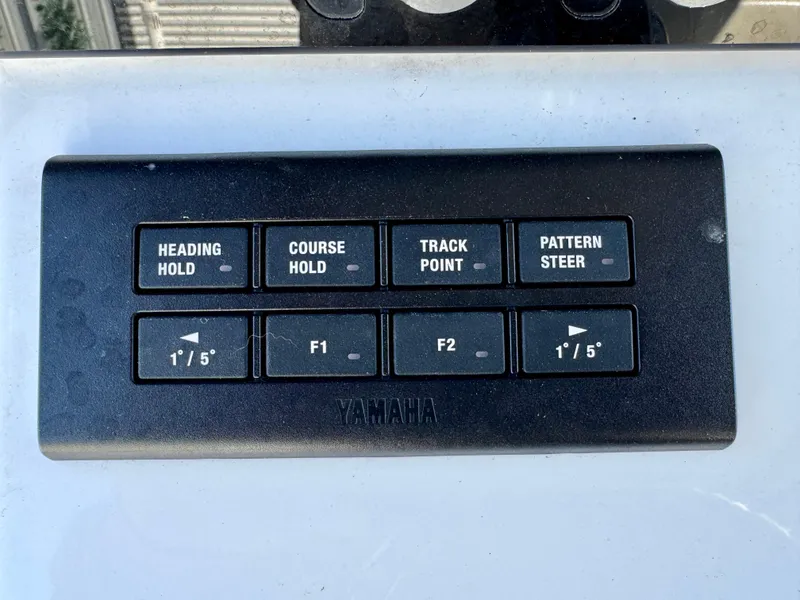 HEADING
HOLD
COURSE
HOLD
TRACK
POINT
PATTERN
STEER
◄
1°/5°
F1
F2
►
1°/5°
YAMAHA